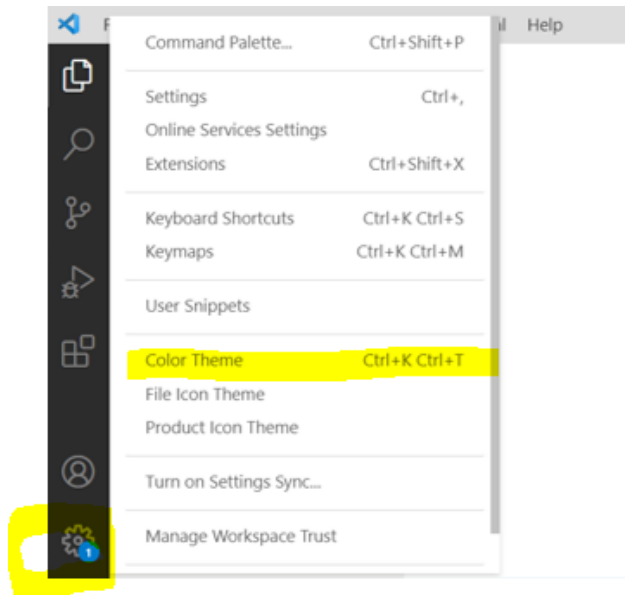 Help
Command Palette... Ctrl+Shift+P
Settings Ctrl+,
Online Services Settings
Extensions Ctrl+Shift+X
Keyboard Shortcuts Ctrl+K Ctrl+S
Keymaps Ctrl+K Ctrl+M
User Snippets
Color Theme Ctrl+K Ctrl+T
File Icon Theme
Product Icon Theme
Turn on Settings Sync...
Manage Workspace Trust
1